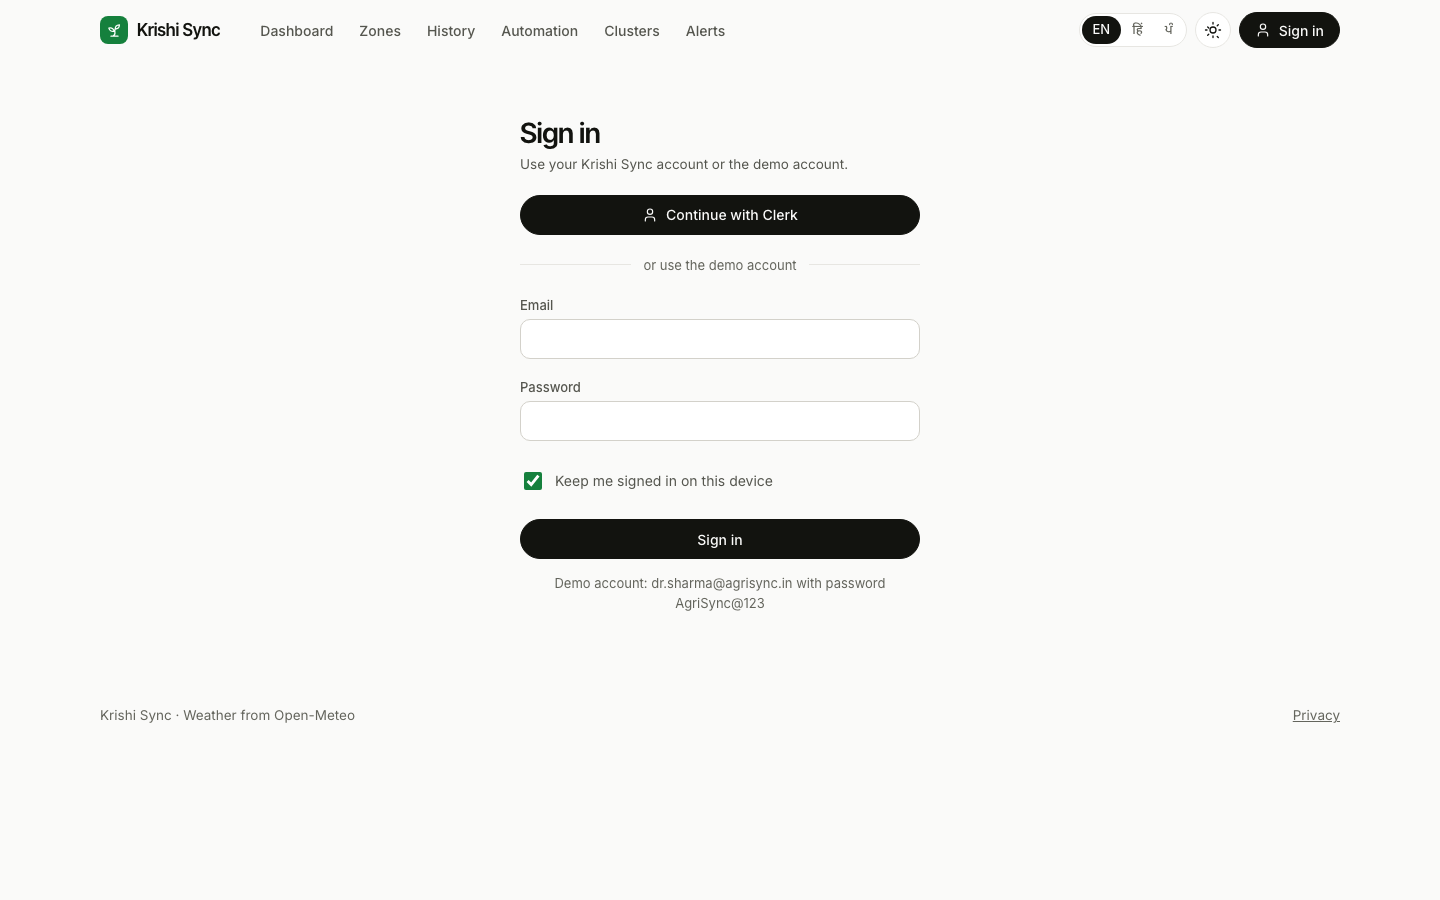 Krishi Sync
Dashboard
Zones
History
Automation
Clusters
Alerts
EN
हिं
ਪੰ
Sign in
Sign in
Use your Krishi Sync account or the demo account.
Continue with Clerk
or use the demo account
Email
Password
Keep me signed in on this device
Sign in
Demo account: dr.sharma@agrisync.in with password
AgriSync@123
Krishi Sync · Weather from Open-Meteo
Privacy